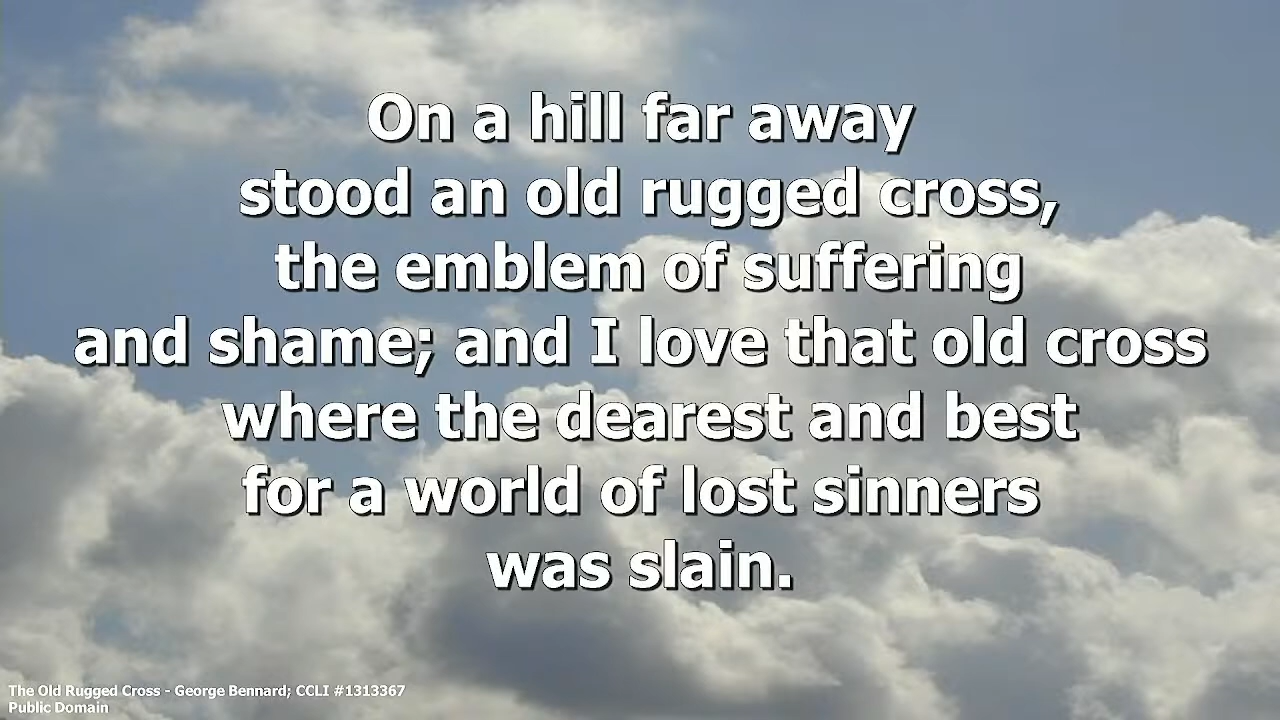 On a hill far away
stood an old rugged cross,
the emblem of suffering
and shame; and I love that old cross
where the dearest and best
for a world of lost sinners
was slain.
The Old Rugged Cross - George Bennard; CCLI #1313367
Public Domain